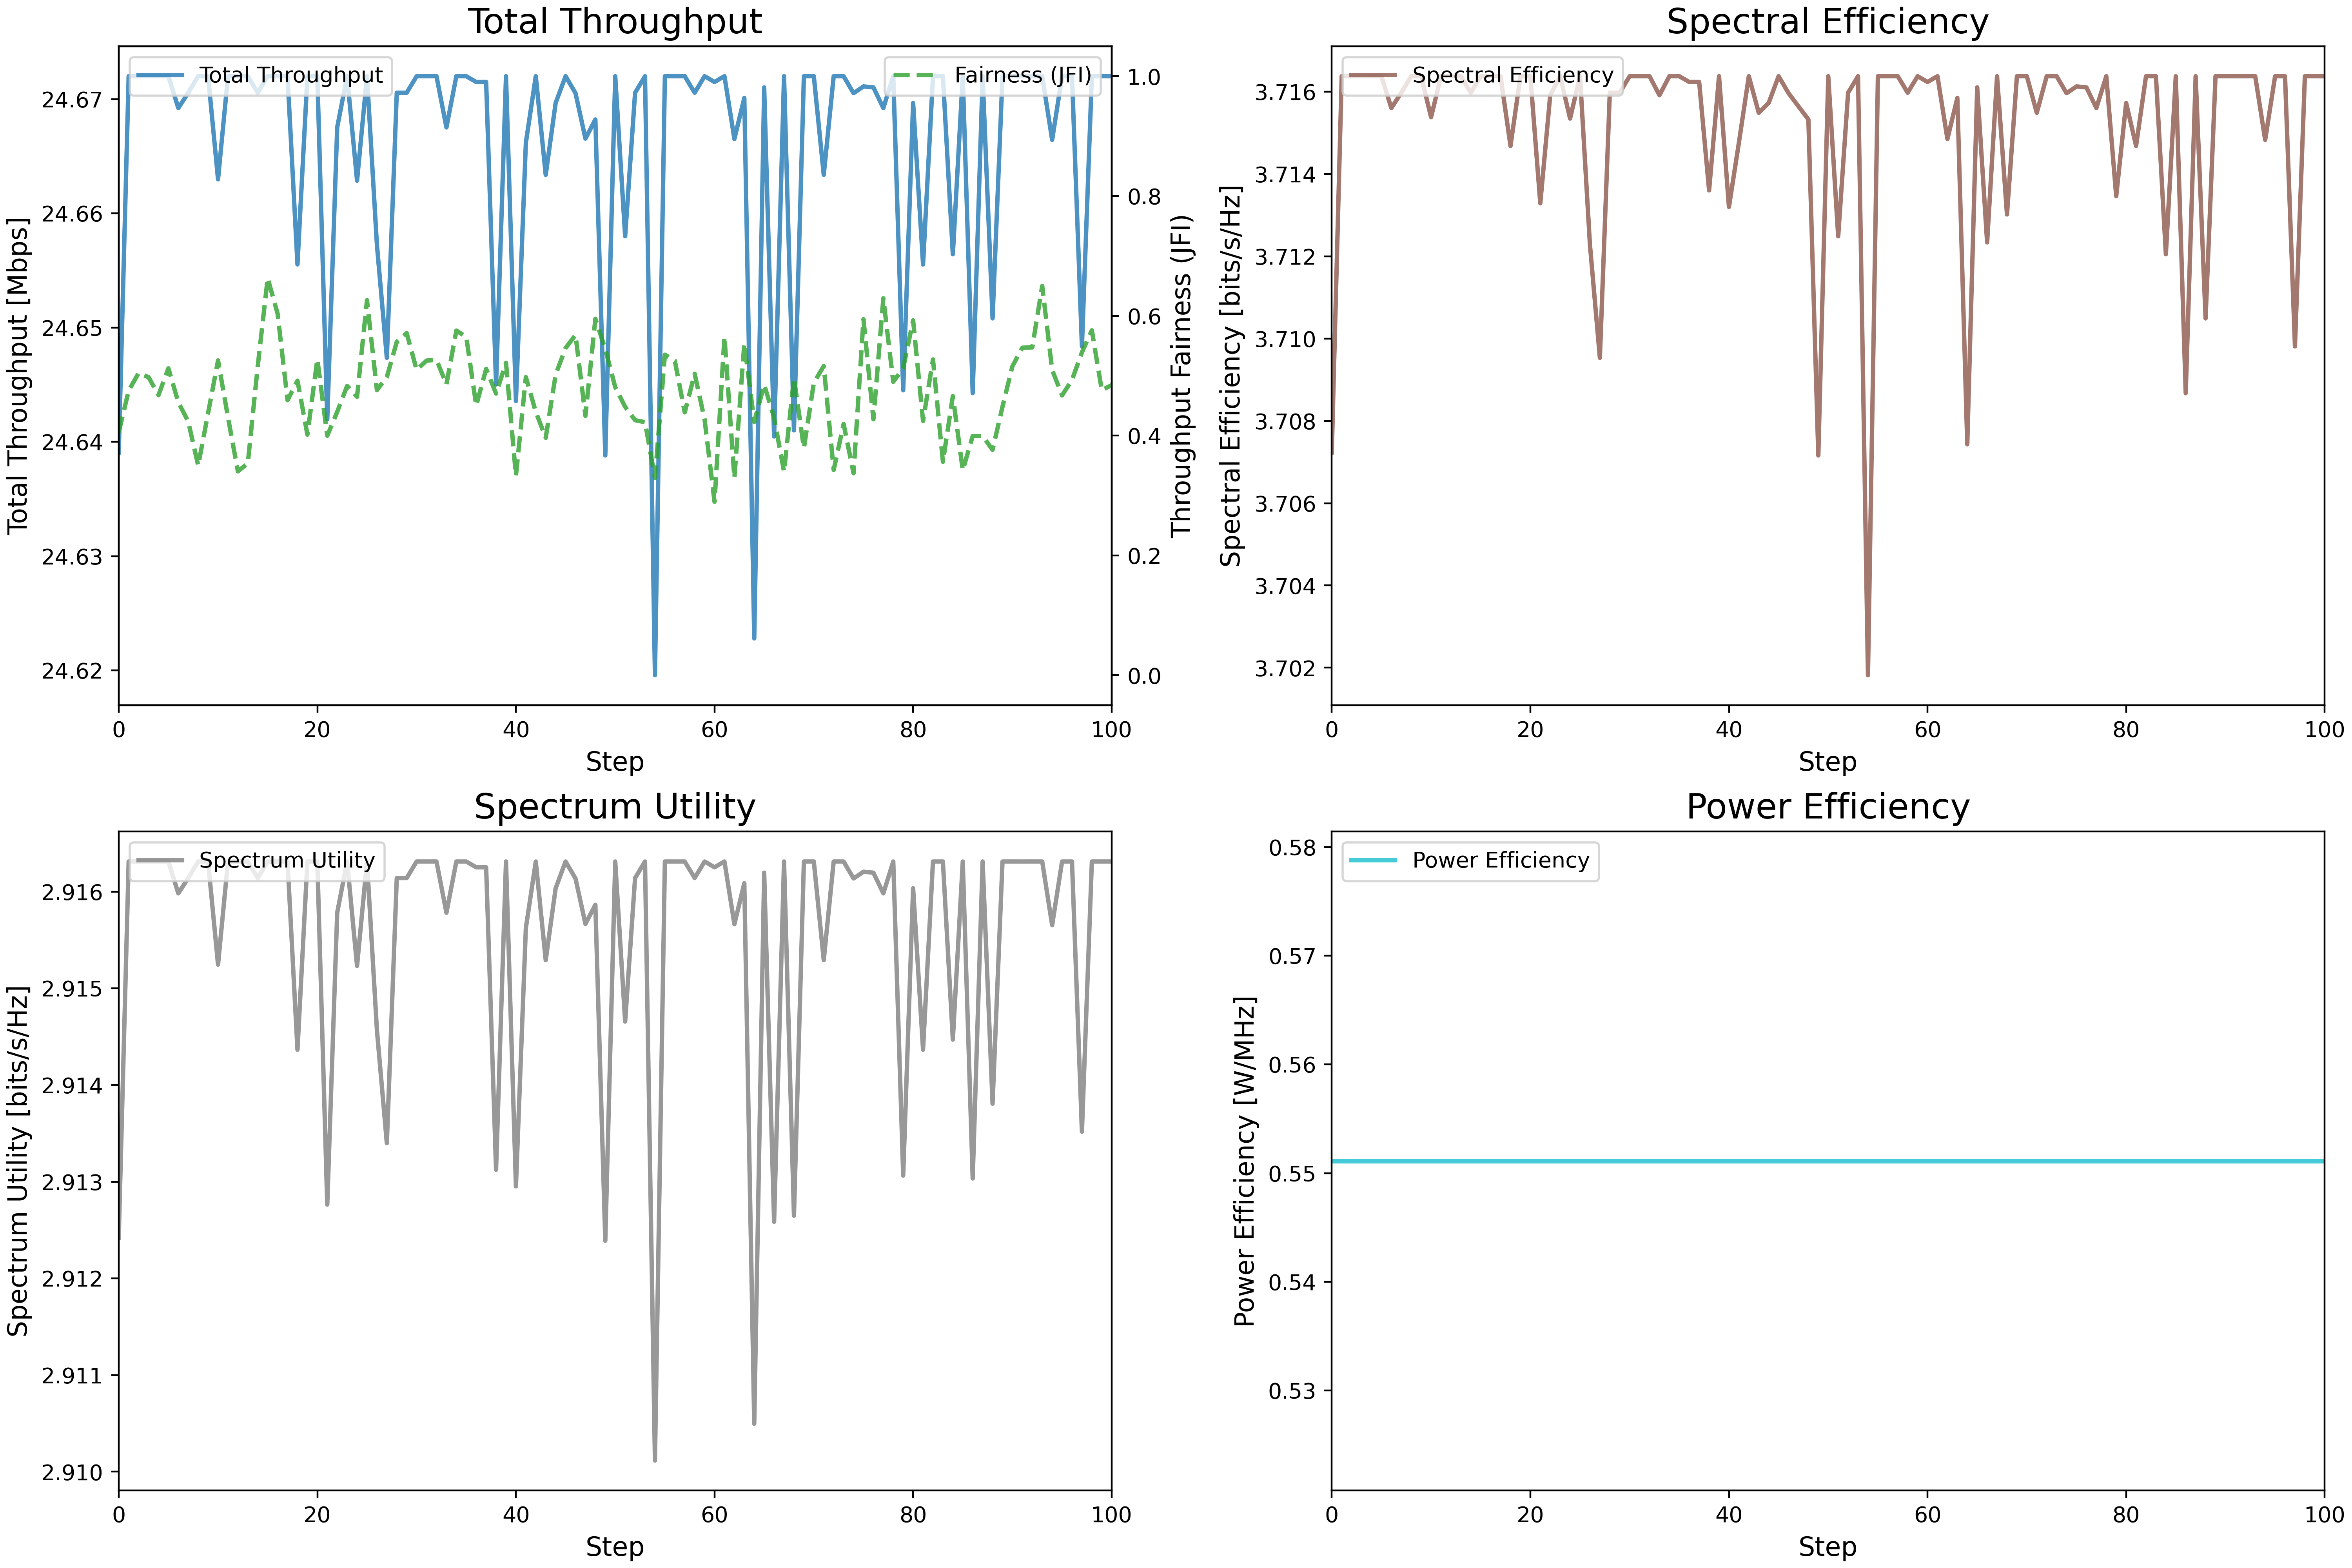 Total Throughput
Total Throughput
Fairness (JFI)
24.67
24.66
24.65
24.64
24.63
24.62
Total Throughput [Mbps]
1.0
0.8
0.6
0.4
0.2
0.0
Throughput Fairness (JFI)
0 20 40 60 80 100
Step
Spectral Efficiency
Spectral Efficiency
3.716
3.714
3.712
3.710
3.708
3.706
3.704
3.702
Spectral Efficiency [bits/s/Hz]
0 20 40 60 80 100
Step
Spectrum Utility
Spectrum Utility
2.916
2.915
2.914
2.913
2.912
2.911
2.910
Spectrum Utility [bits/s/Hz]
0 20 40 60 80 100
Step
Power Efficiency
Power Efficiency
0.58
0.57
0.56
0.55
0.54
0.53
Power Efficiency [W/MHz]
0 20 40 60 80 100
Step